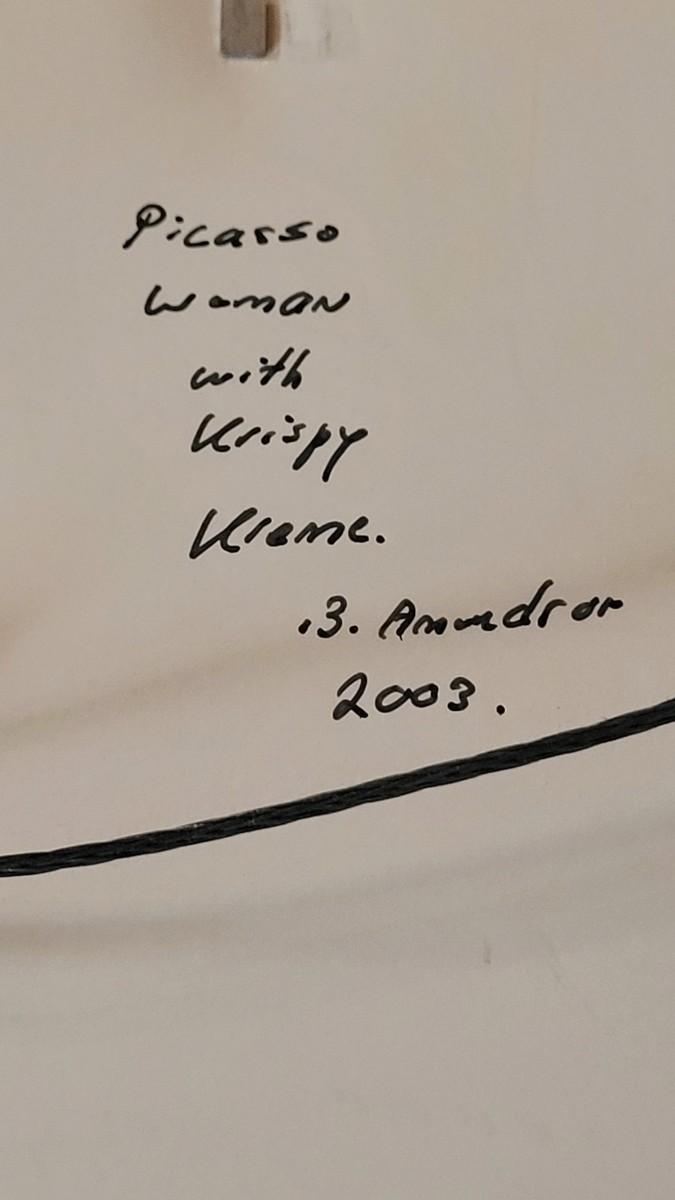 Picasso
Woman
with
Krispy
Kreme.
2003.